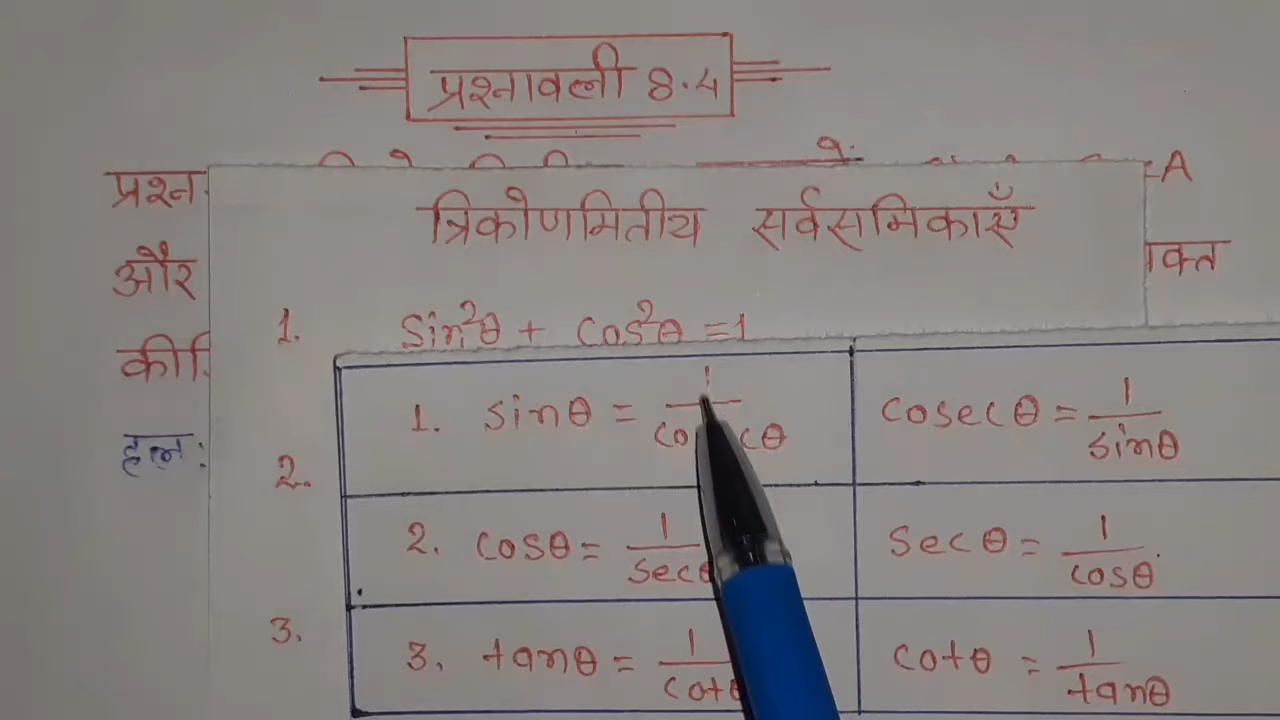 प्रश्नावली 8.4
प्रश्न
-A
त्रिकोणमितीय सर्वसमिकाएँ
और
क्त
1. sin²θ + cos²θ = 1
की
1. sinθ = 1/ θ
cosecθ = 1/sinθ
हल:
2.
2. cosθ = 1/secθ
secθ = 1/cosθ
3.
3. tanθ = 1/cotθ
cotθ = 1/tanθ